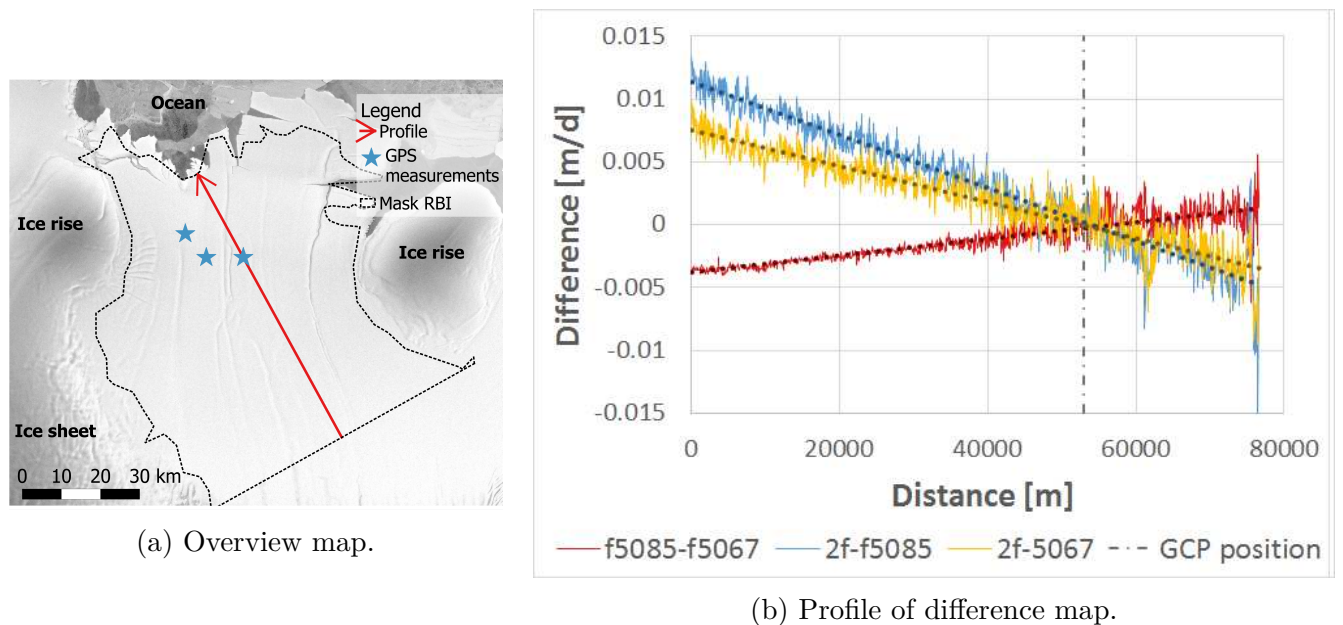 Ocean
Legend
Profile
GPS
measurements
Mask RBI
Ice rise
Ice rise
Ice sheet
0 10 20 30 km
(a) Overview map.
0.015
0.01
0.005
0
-0.005
-0.01
-0.015
Difference [m/d]
0 20000 40000 60000 80000
Distance [m]
f5085-f5067 2f-f5085 2f-5067 GCP position
(b) Profile of difference map.